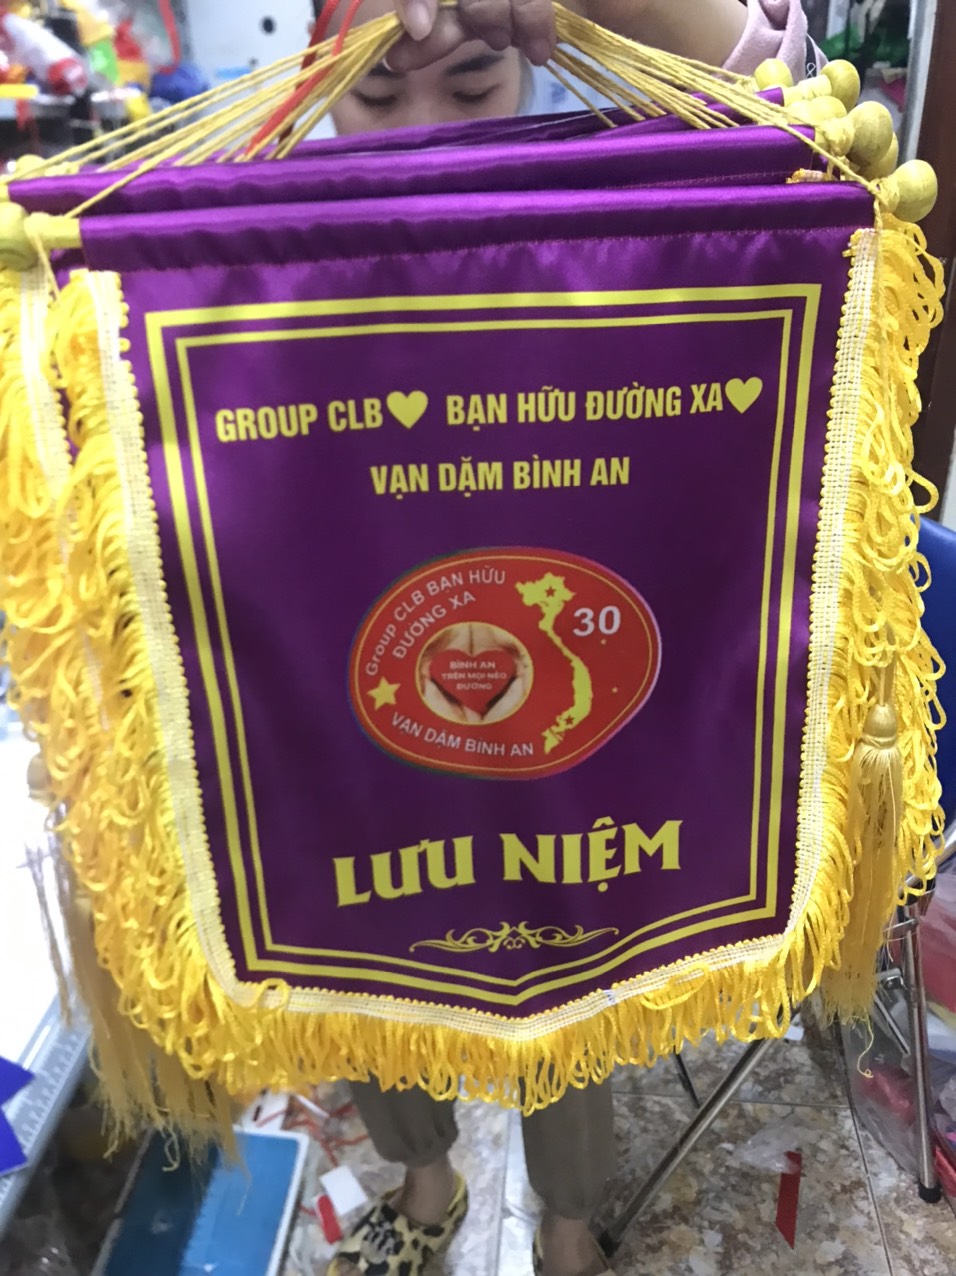 GROUP CLB💛 BẠN HỮU ĐƯỜNG XA💛
VẠN DẶM BÌNH AN
Group CLB BẠN HỮU
ĐƯỜNG XA
30
BÌNH AN
TRÊN MỌI NẺO
ĐƯỜNG
VẠN DẶM BÌNH AN
LƯU NIỆM